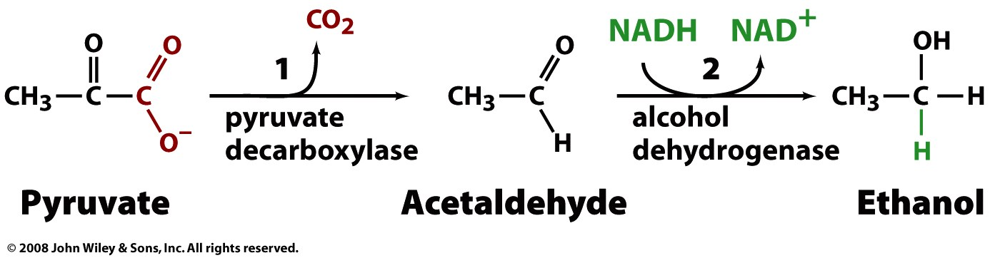 CO2
NADH NAD+
O
O
O
OH
1
2
CH3—C—C
CH3—C
CH3—C—H
pyruvate
decarboxylase
alcohol
dehydrogenase
O−
H
H
Pyruvate
Acetaldehyde
Ethanol
© 2008 John Wiley & Sons, Inc. All rights reserved.